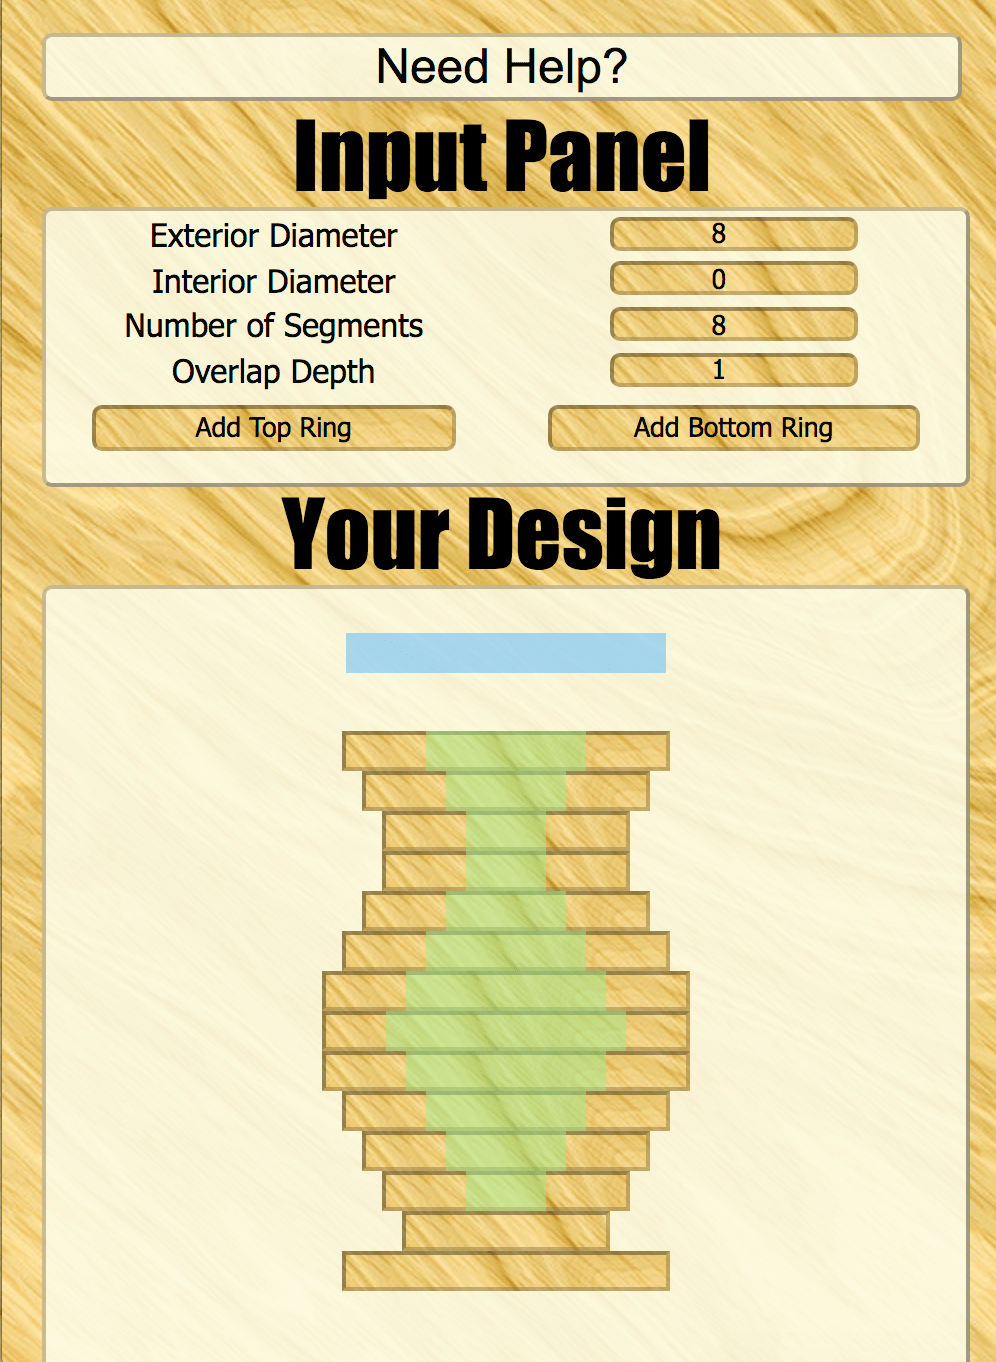 Need Help?
Input Panel
Exterior Diameter 8
Interior Diameter 0
Number of Segments 8
Overlap Depth 1
Add Top Ring Add Bottom Ring
Your Design